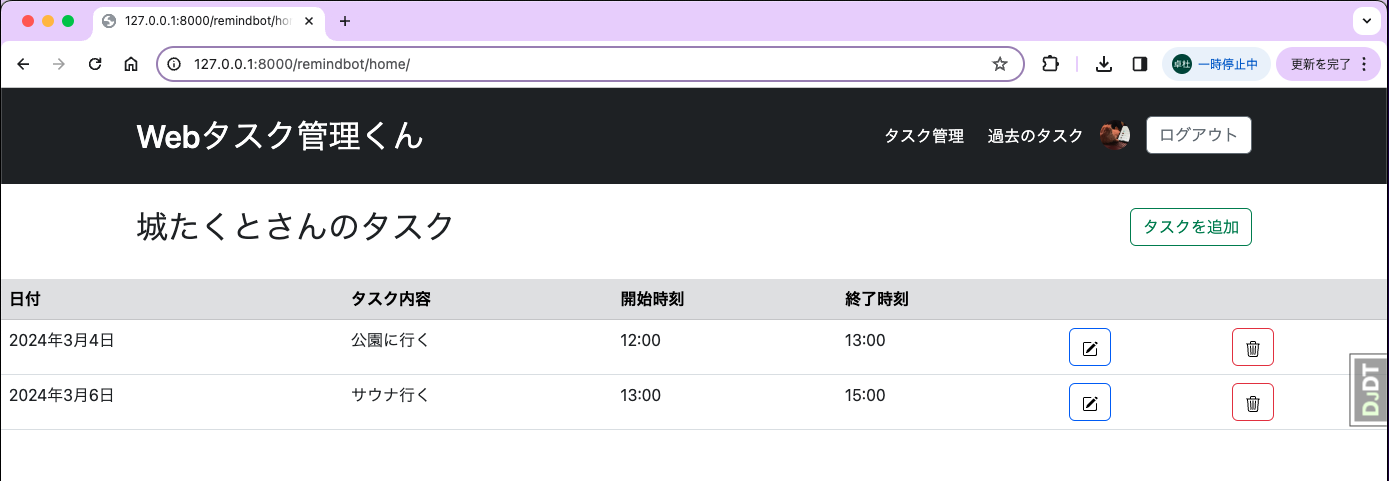 127.0.0.1:8000/remindbot/ho
127.0.0.1:8000/remindbot/home/
卓杜 一時停止中
更新を完了
Webタスク管理くん
タスク管理 過去のタスク ログアウト
城たくとさんのタスク
タスクを追加
日付 タスク内容 開始時刻 終了時刻
2024年3月4日 公園に行く 12:00 13:00
2024年3月6日 サウナ行く 13:00 15:00
DJDT